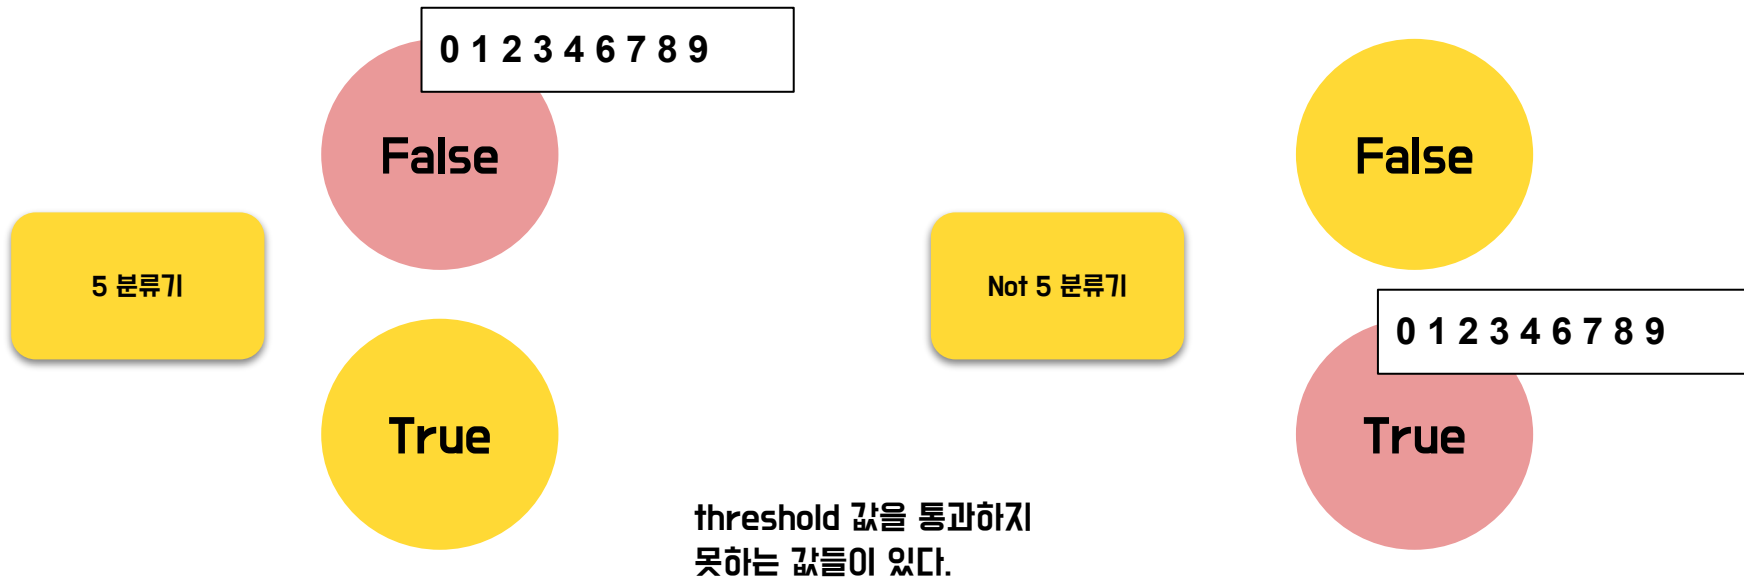 0 1 2 3 4 6 7 8 9
False
5 분류기
True
False
Not 5 분류기
0 1 2 3 4 6 7 8 9
True
threshold 값을 통과하지
못하는 값들이 있다.